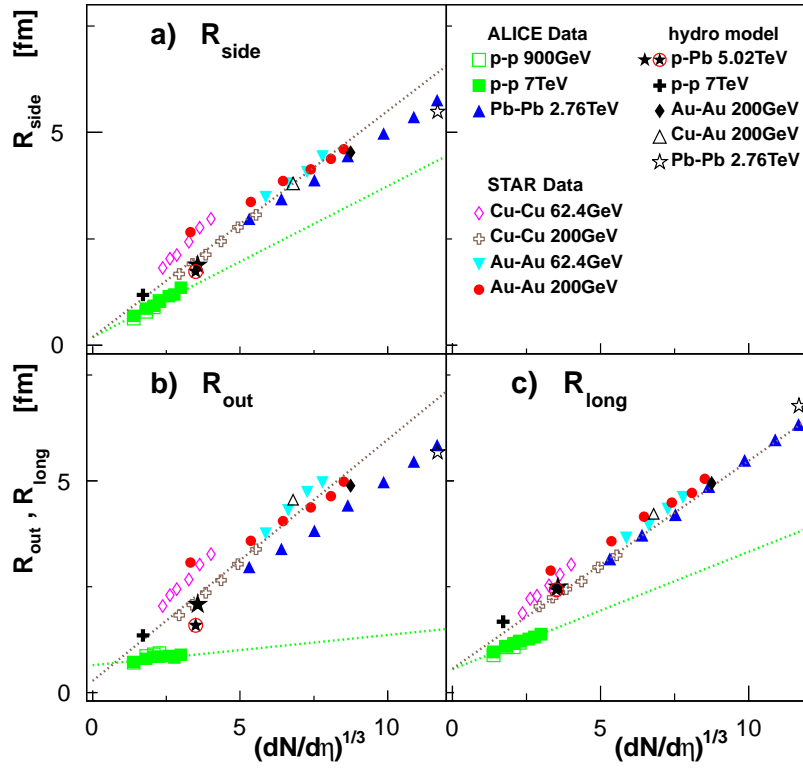 [fm]
R_side
5
0
a) R_side
ALICE Data
p-p 900GeV
p-p 7TeV
Pb-Pb 2.76TeV
STAR Data
Cu-Cu 62.4GeV
Cu-Cu 200GeV
Au-Au 62.4GeV
Au-Au 200GeV
hydro model
p-Pb 5.02TeV
p-p 7TeV
Au-Au 200GeV
Cu-Au 200GeV
Pb-Pb 2.76TeV
[fm]
R_out , R_long
5
0
b) R_out
0 5 10
(dN/dη)^1/3
c) R_long
0 5 10
(dN/dη)^1/3